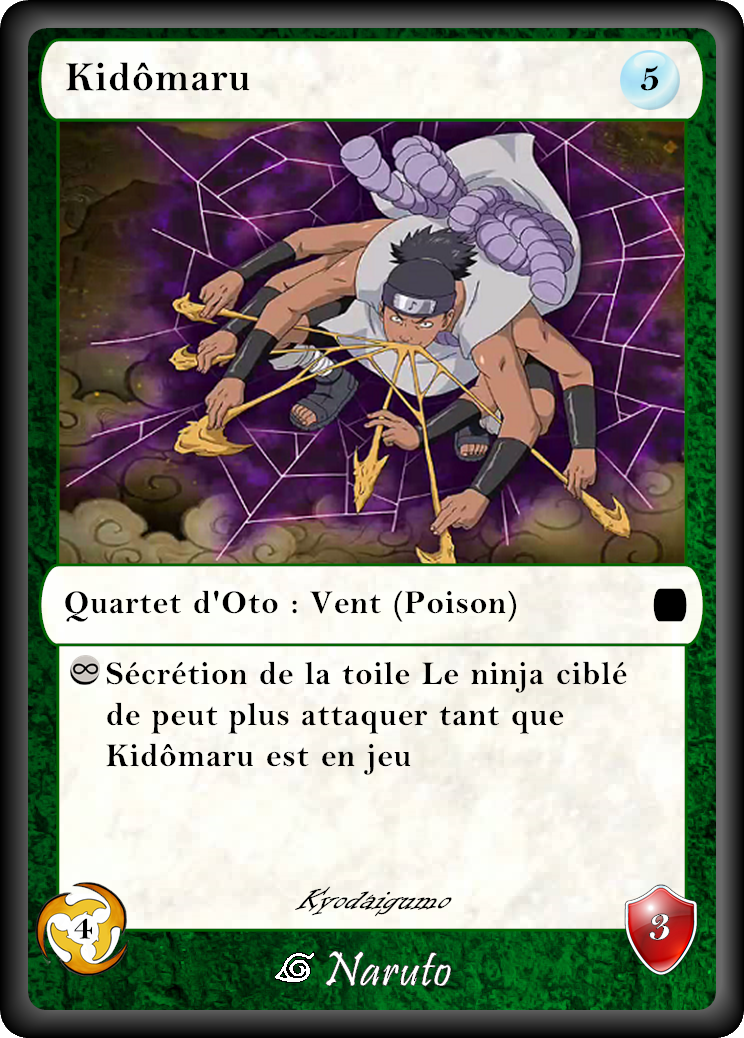 Kidômaru
5
Quartet d'Oto : Vent (Poison)
∞ Sécrétion de la toile Le ninja ciblé
de peut plus attaquer tant que
Kidômaru est en jeu
Kyodaigumo
4
3
Naruto